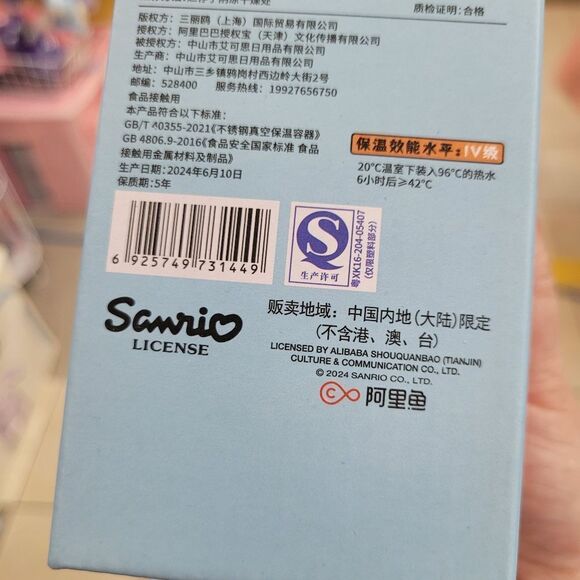 质检证明:合格
版权方:三丽鸥(上海)国际贸易有限公司
授权方:阿里巴巴授权宝(天津)文化传播有限公司
被授权方:中山市艾可思日用品有限公司
生产商:中山市艾可思日用品有限公司
地址:中山市三乡镇鸦岗村西边岭大街2号
邮编:528400 服务热线:19927656750
食品接触用
本产品符合以下标准:
GB/T 40355-2021《不锈钢真空保温容器》
GB 4806.9-2016《食品安全国家标准 食品
接触用金属材料及制品》
生产日期:2024年6月10日
保质期:5年
保温效能水平:IV级
20℃温室下装入96℃的热水
6小时后≥42℃
6 925749 731449
S
生产许可
粤XK16-204-05407
(仅限塑料部分)
Sanrio
LICENSE
贩卖地域:中国内地(大陆)限定
(不含港、澳、台)
LICENSED BY ALIBABA SHOUQUANBAO (TIANJIN)
CULTURE & COMMUNICATION CO., LTD.
© 2024 SANRIO CO., LTD.
阿里鱼